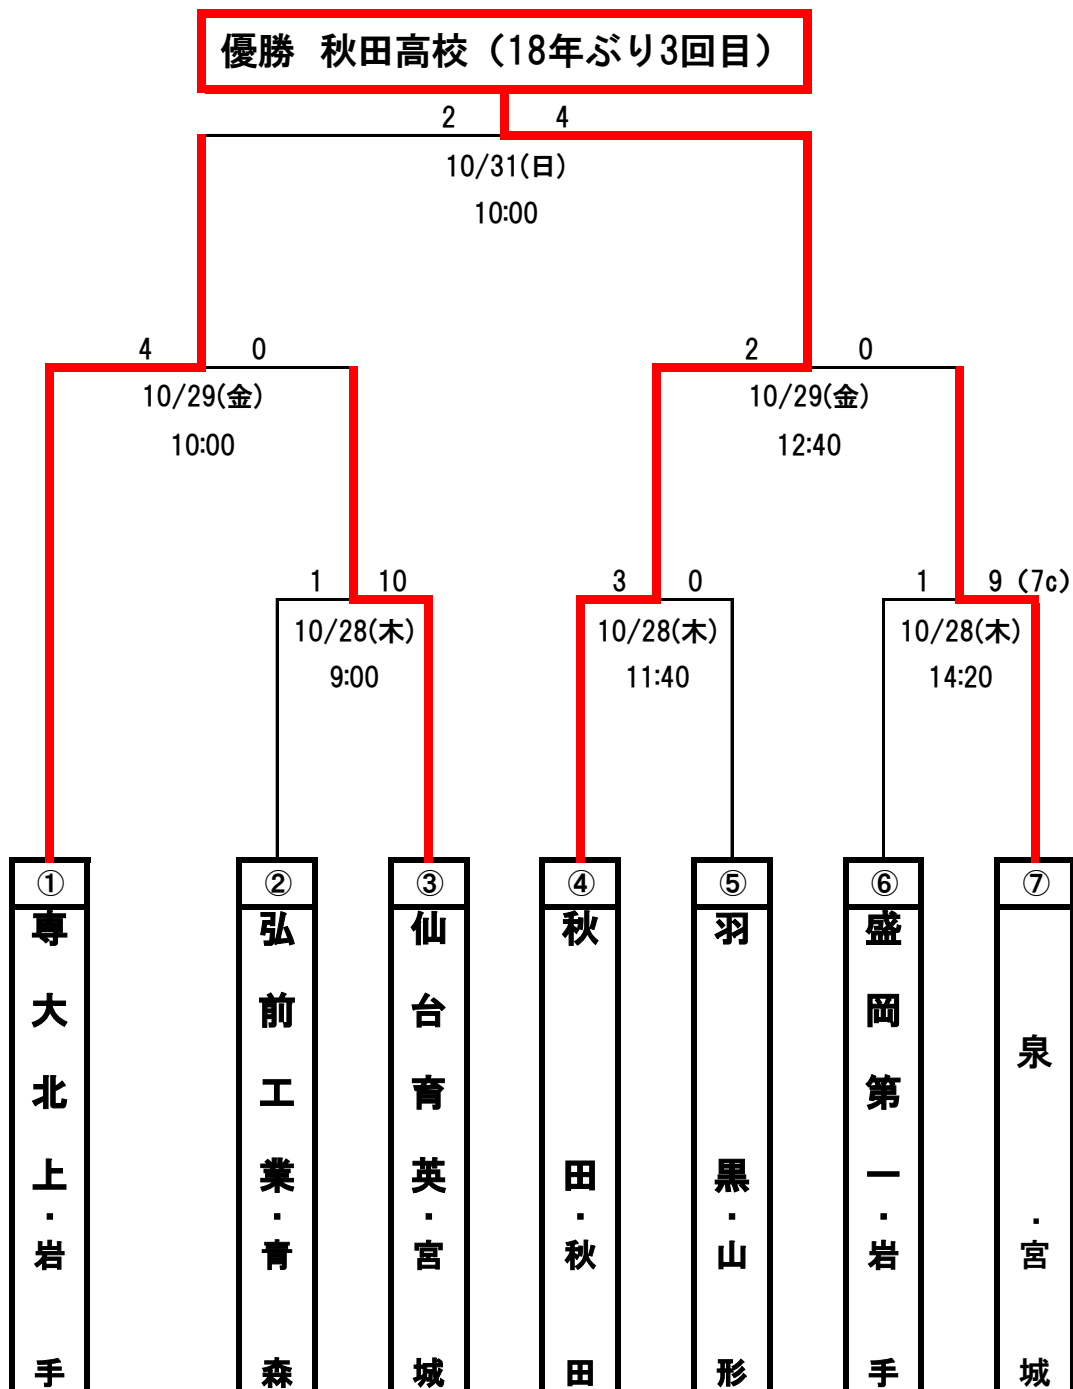 優勝 秋田高校（18年ぶり3回目）
2 4
10/31(日)
10:00
4 0
10/29(金)
10:00
2 0
10/29(金)
12:40
1 10
10/28(木)
9:00
3 0
10/28(木)
11:40
1 9（7c）
10/28(木)
14:20
①
専大北上・岩手
②
弘前工業・青森
③
仙台育英・宮城
④
秋田・秋田
⑤
羽黒・山形
⑥
盛岡第一・岩手
⑦
泉・宮城